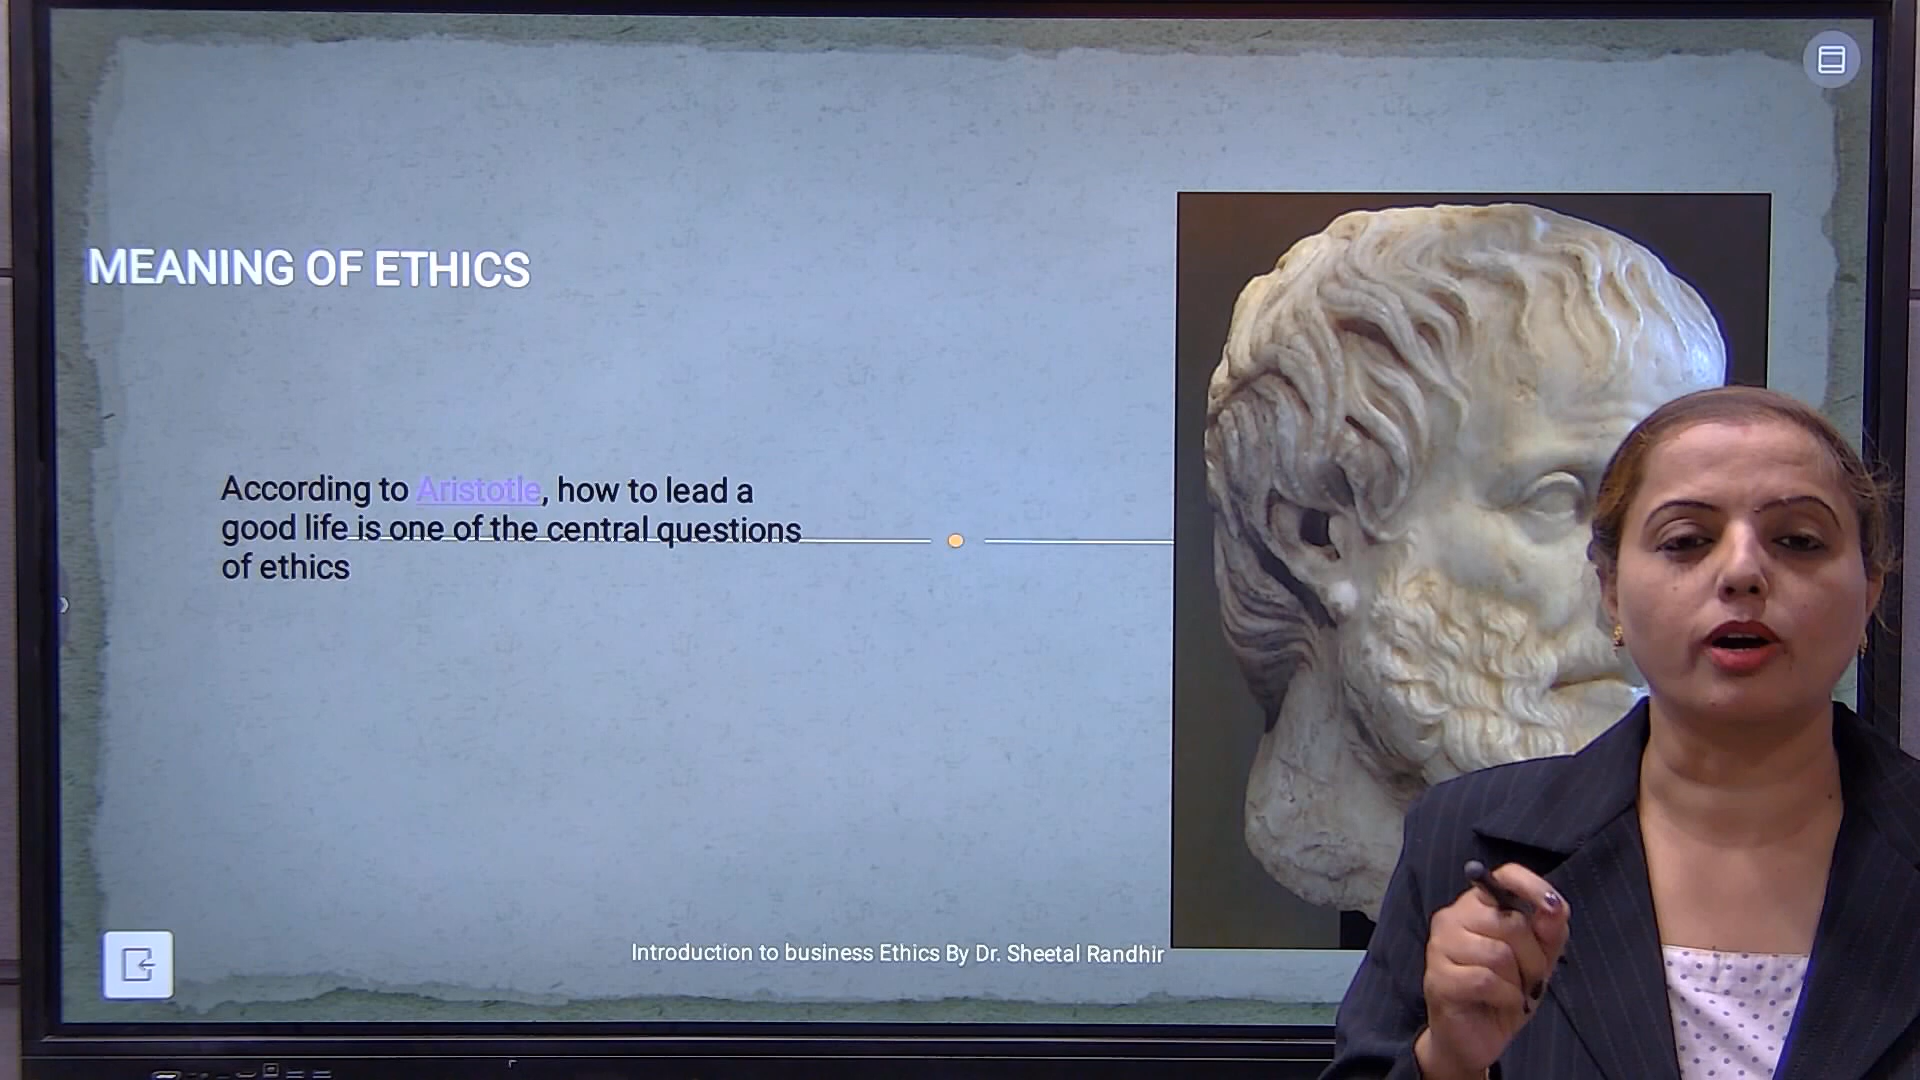 MEANING OF ETHICS
According to Aristotle, how to lead a
good life is one of the central questions
of ethics
Introduction to business Ethics By Dr. Sheetal Randhir